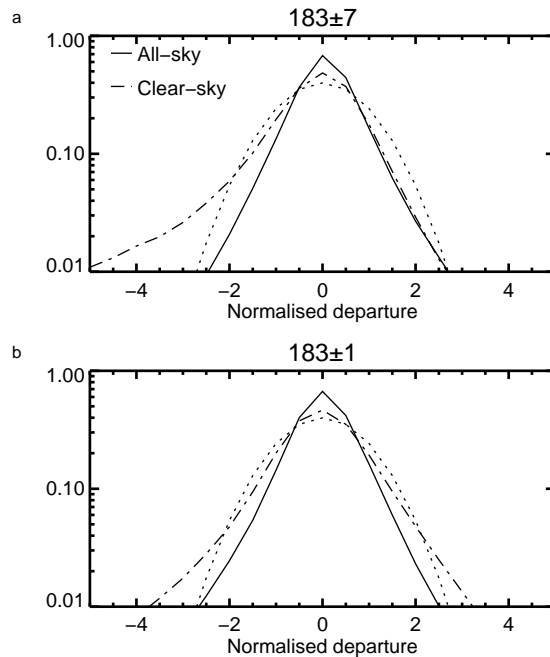 a
183±7
1.00
All−sky
Clear−sky
0.10
0.01
−4 −2 0 2 4
Normalised departure
b
183±1
1.00
0.10
0.01
−4 −2 0 2 4
Normalised departure